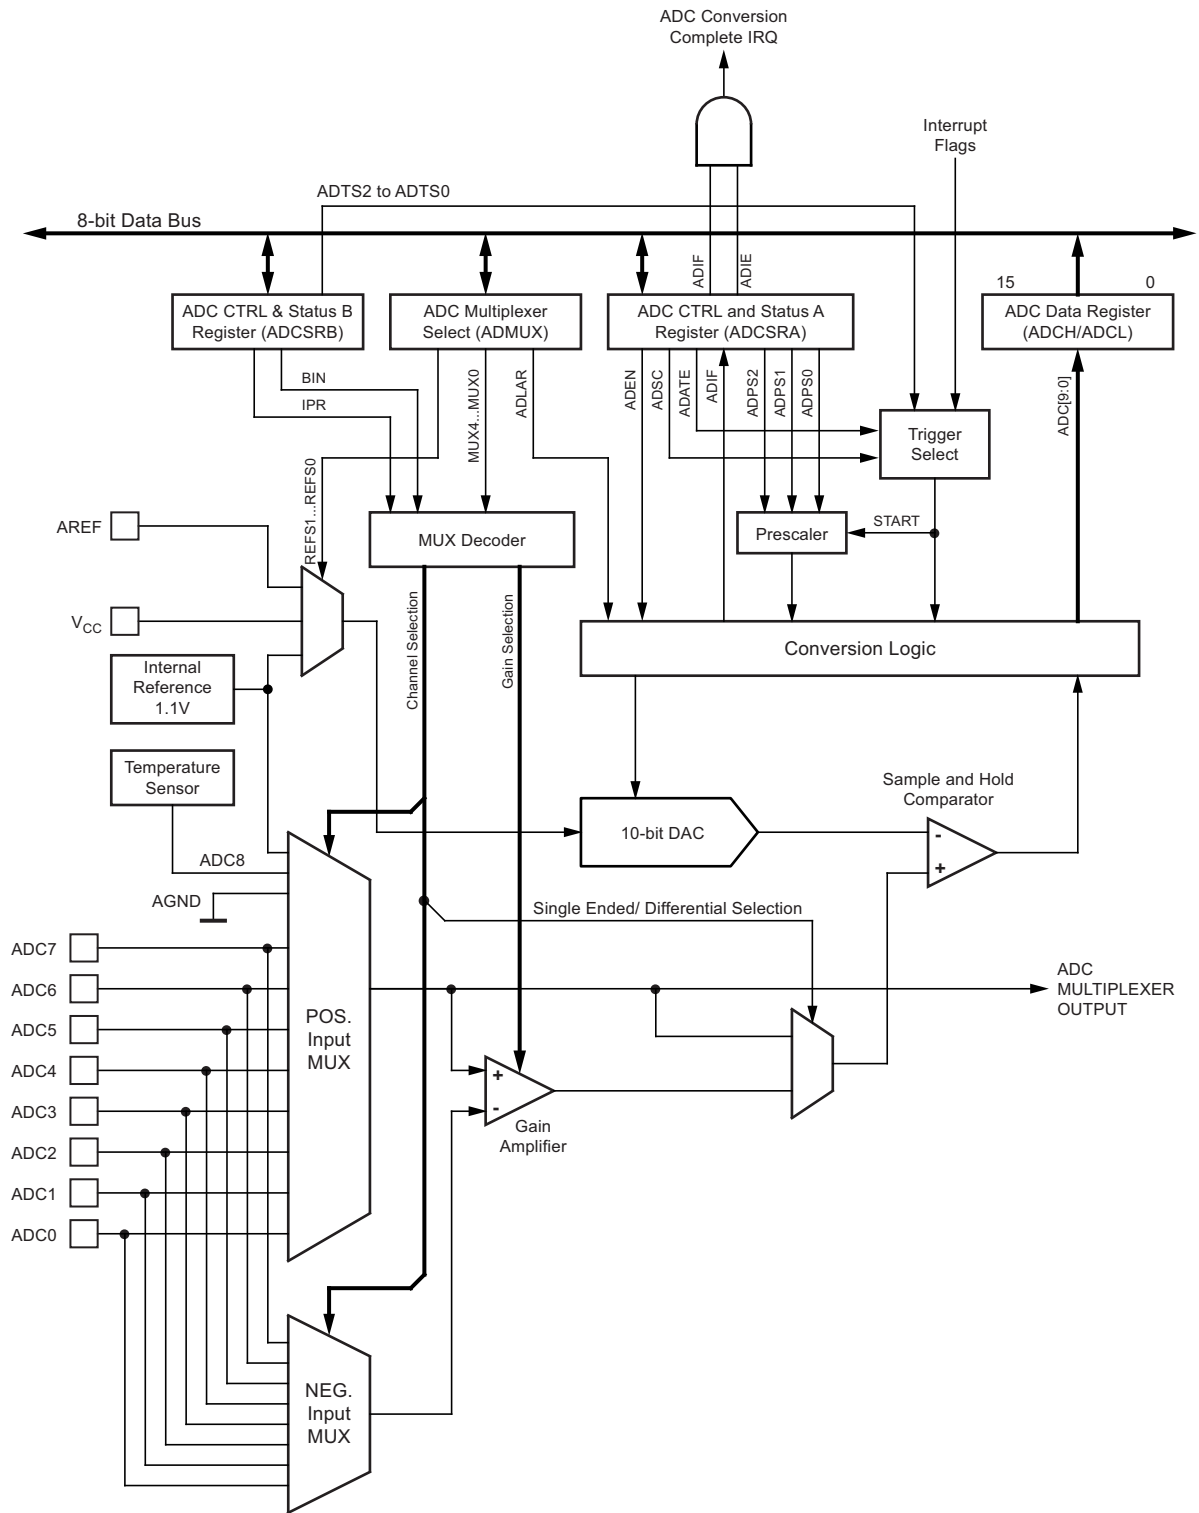 ADC Conversion
Complete IRQ
Interrupt
Flags
ADTS2 to ADTS0
8-bit Data Bus
ADIF
ADIE
15
0
ADC CTRL & Status B
Register (ADCSRB)
ADC Multiplexer
Select (ADMUX)
ADC CTRL and Status A
Register (ADCSRA)
ADC Data Register
(ADCH/ADCL)
BIN
IPR
REFS1...REFS0
MUX4...MUX0
ADLAR
ADEN
ADSC
ADATE
ADIF
ADPS2
ADPS1
ADPS0
ADC[9:0]
Trigger
Select
START
AREF
MUX Decoder
Prescaler
VCC
Channel Selection
Gain Selection
Conversion Logic
Internal
Reference
1.1V
Temperature
Sensor
Sample and Hold
Comparator
10-bit DAC
-
+
ADC8
AGND
Single Ended/ Differential Selection
ADC7
ADC6
ADC5
ADC4
ADC3
ADC2
ADC1
ADC0
POS.
Input
MUX
ADC
MULTIPLEXER
OUTPUT
+
-
Gain
Amplifier
NEG.
Input
MUX